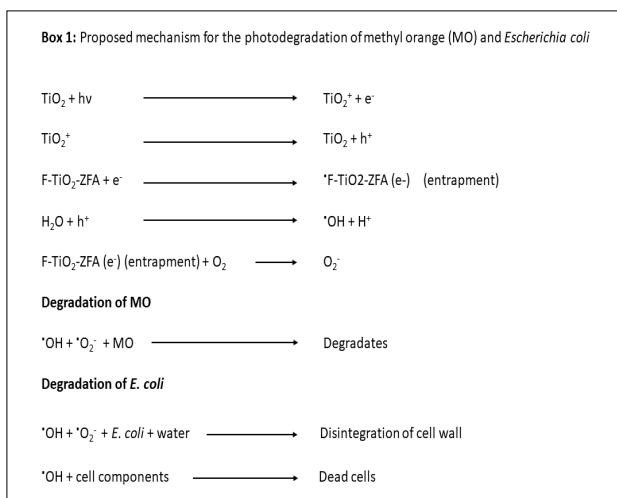 Box 1: Proposed mechanism for the photodegradation of methyl orange (MO) and Escherichia coli
TiO₂ + hν → TiO₂⁺ + e⁻
TiO₂⁺ → TiO₂ + h⁺
F-TiO₂-ZFA + e⁻ → •F-TiO2-ZFA (e-) (entrapment)
H₂O + h⁺ → •OH + H⁺
F-TiO₂-ZFA (e⁻) (entrapment) + O₂ → O₂⁻
Degradation of MO
•OH + •O₂⁻ + MO → Degradates
Degradation of E. coli
•OH + •O₂⁻ + E. coli + water → Disintegration of cell wall
•OH + cell components → Dead cells